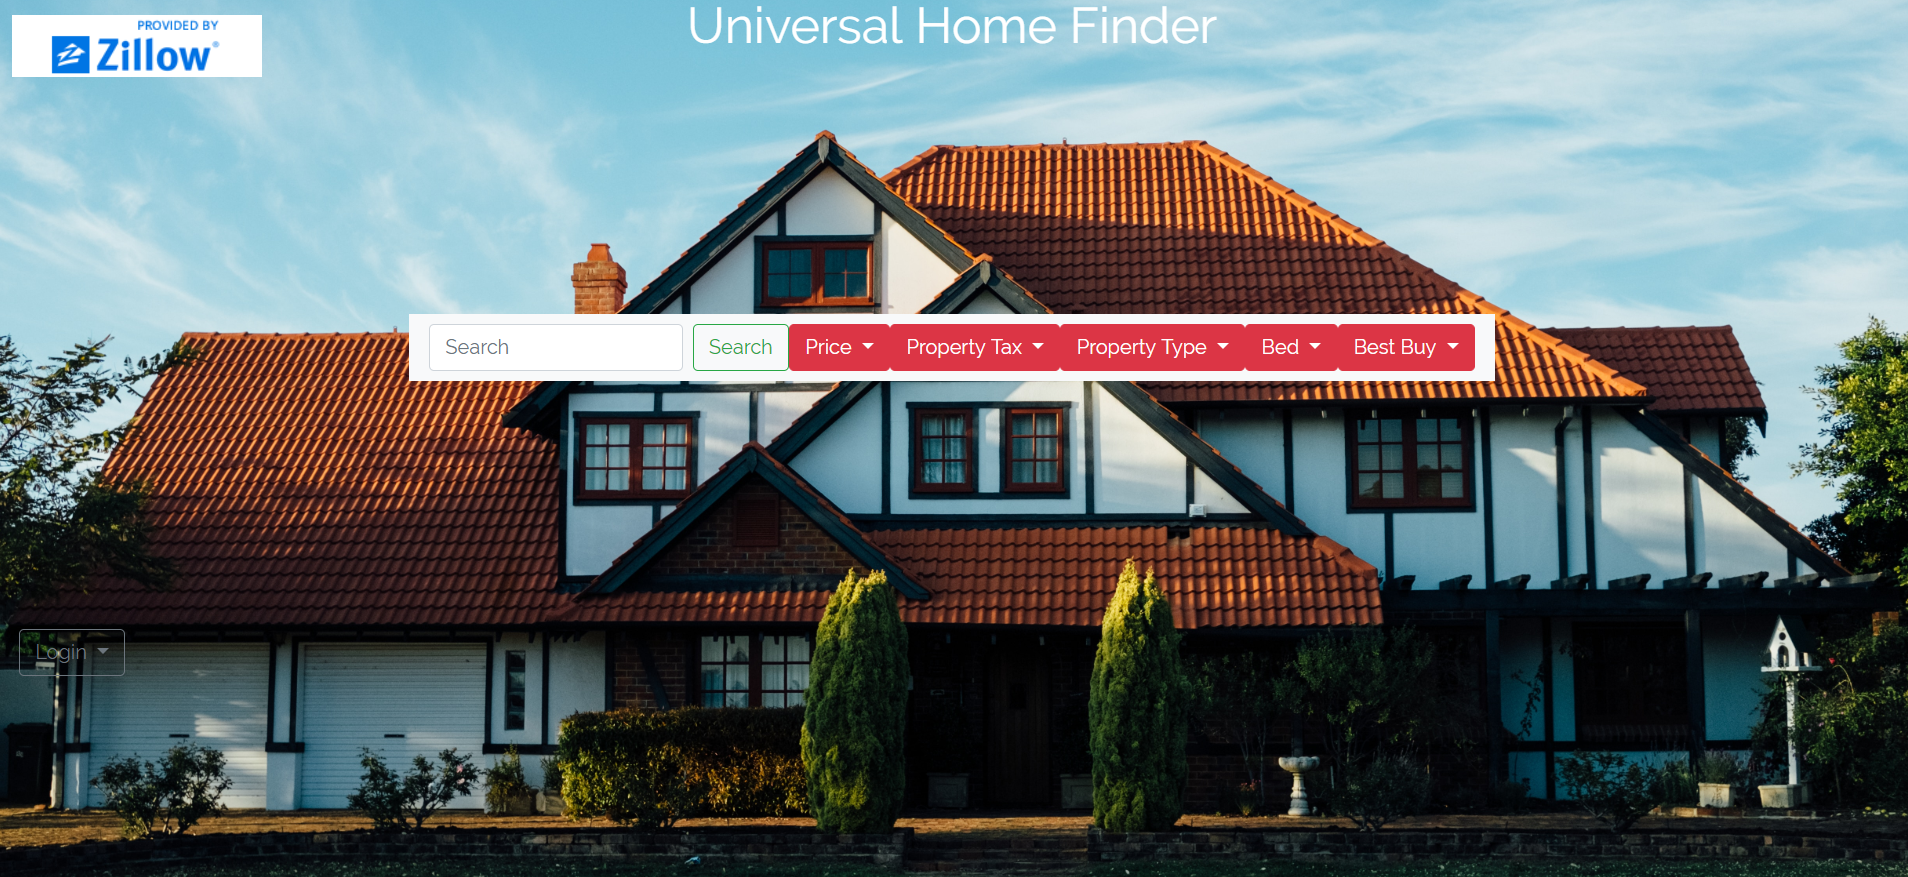 PROVIDED BY
Zillow®
Universal Home Finder
Search Search Price Property Tax Property Type Bed Best Buy
Login